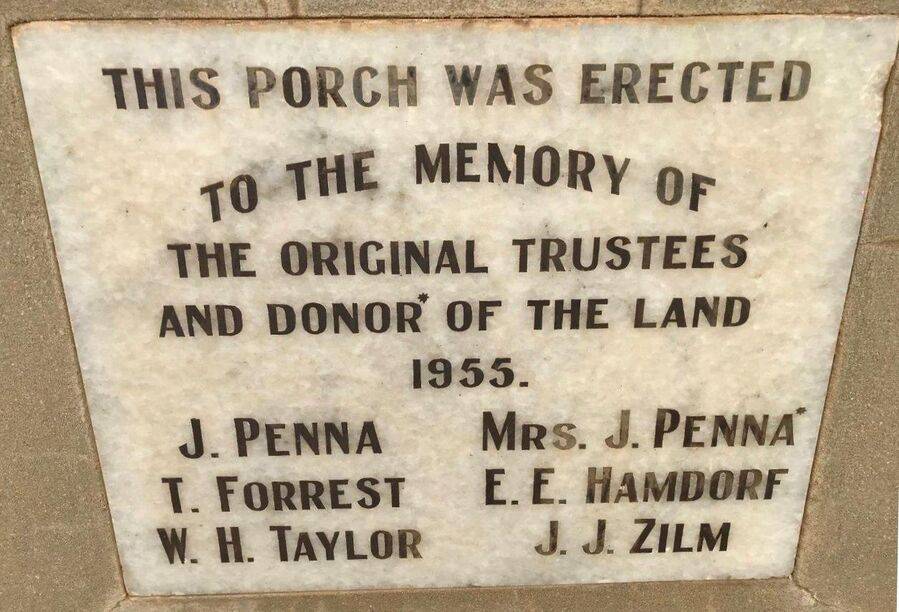 THIS PORCH WAS ERECTED
TO THE MEMORY OF
THE ORIGINAL TRUSTEES
AND DONOR* OF THE LAND
1955.
J. PENNA MRS. J. PENNA*
T. FORREST E. E. HAMDORF
W. H. TAYLOR J. J. ZILM